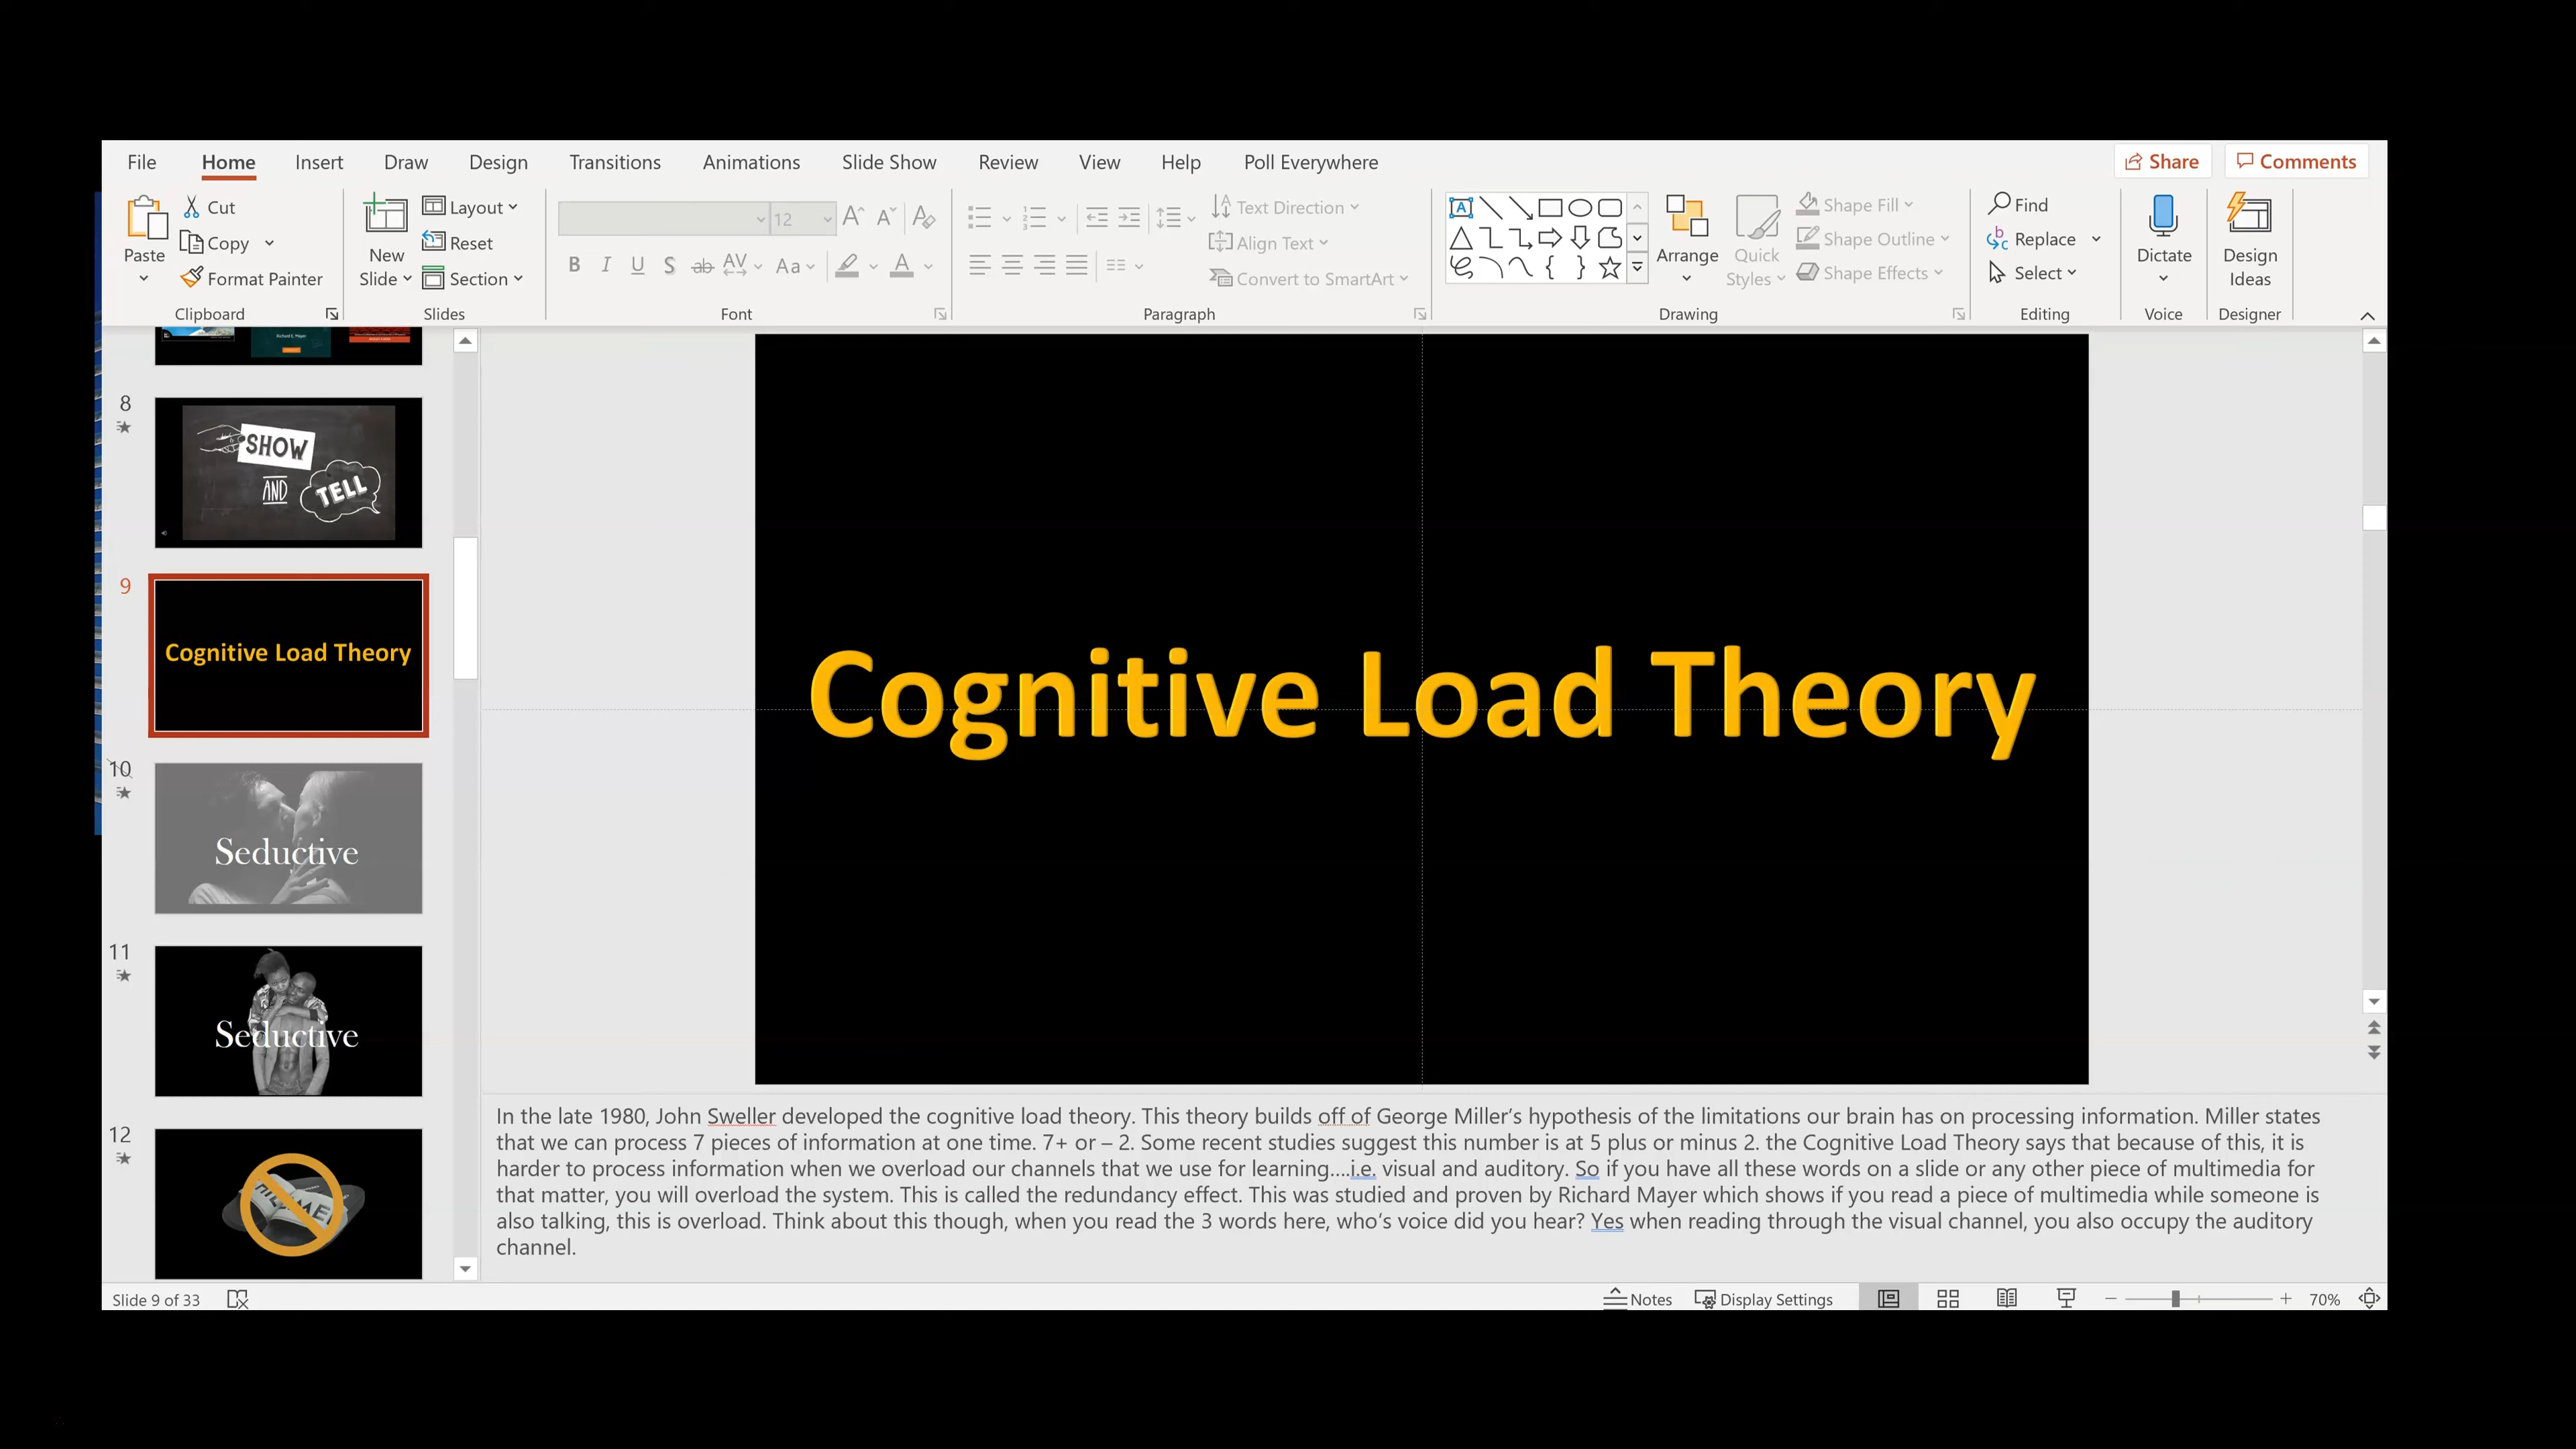 File Home Insert Draw Design Transitions Animations Slide Show Review View Help Poll Everywhere Share Comments
Paste
Cut
Copy
Format Painter
Clipboard
New
Slide
Layout
Reset
Section
Slides
12
B I U S ab AV Aa A
Font
Text Direction
Align Text
Convert to SmartArt
Paragraph
Arrange
Quick
Styles
Shape Fill
Shape Outline
Shape Effects
Drawing
Find
Replace
Select
Editing
Dictate
Voice
Design
Ideas
Designer
Richard E. Mayer
8
SHOW
AND
TELL
9
Cognitive Load Theory
10
Seductive
11
Seductive
12
Cognitive Load Theory
In the late 1980, John Sweller developed the cognitive load theory. This theory builds off of George Miller’s hypothesis of the limitations our brain has on processing information. Miller states
that we can process 7 pieces of information at one time. 7+ or – 2. Some recent studies suggest this number is at 5 plus or minus 2. the Cognitive Load Theory says that because of this, it is
harder to process information when we overload our channels that we use for learning....i.e. visual and auditory. So if you have all these words on a slide or any other piece of multimedia for
that matter, you will overload the system. This is called the redundancy effect. This was studied and proven by Richard Mayer which shows if you read a piece of multimedia while someone is
also talking, this is overload. Think about this though, when you read the 3 words here, who’s voice did you hear? Yes when reading through the visual channel, you also occupy the auditory
channel.
Slide 9 of 33
Notes Display Settings 70%